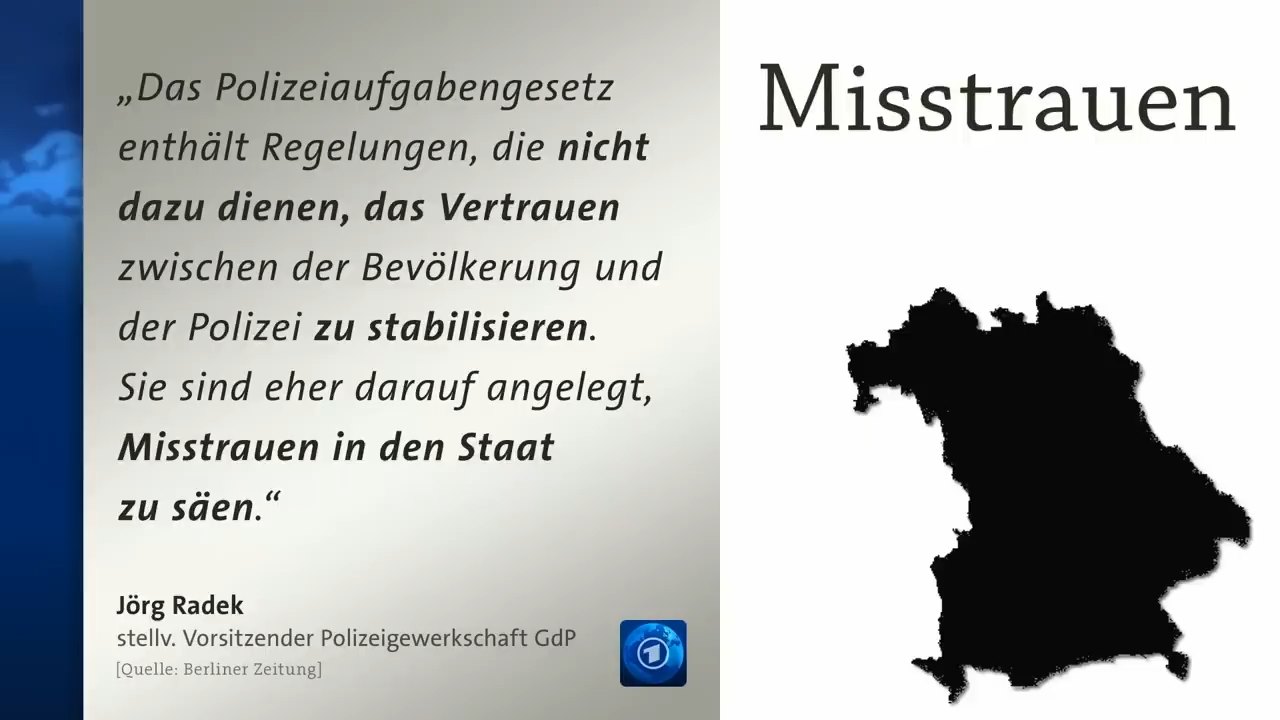 „Das Polizeiaufgabengesetz
enthält Regelungen, die nicht
dazu dienen, das Vertrauen
zwischen der Bevölkerung und
der Polizei zu stabilisieren.
Sie sind eher darauf angelegt,
Misstrauen in den Staat
zu säen.“
Jörg Radek
stellv. Vorsitzender Polizeigewerkschaft GdP
[Quelle: Berliner Zeitung]
1
Misstrauen